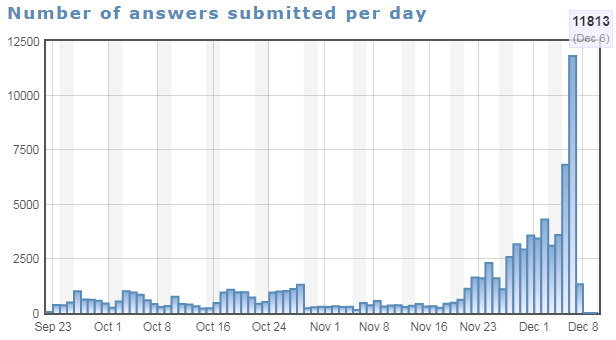 Number of answers submitted per day
11813
(Dec 6)
12500
10000
7500
5000
2500
0
Sep 23 Oct 1 Oct 8 Oct 16 Oct 24 Nov 1 Nov 8 Nov 16 Nov 23 Dec 1 Dec 8